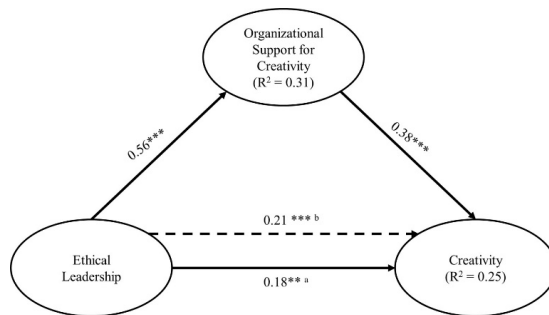 Organizational
Support for
Creativity
(R² = 0.31)
0.56***
0.38***
0.21 *** ᵇ
Ethical
Leadership
Creativity
(R² = 0.25)
0.18** ᵃ